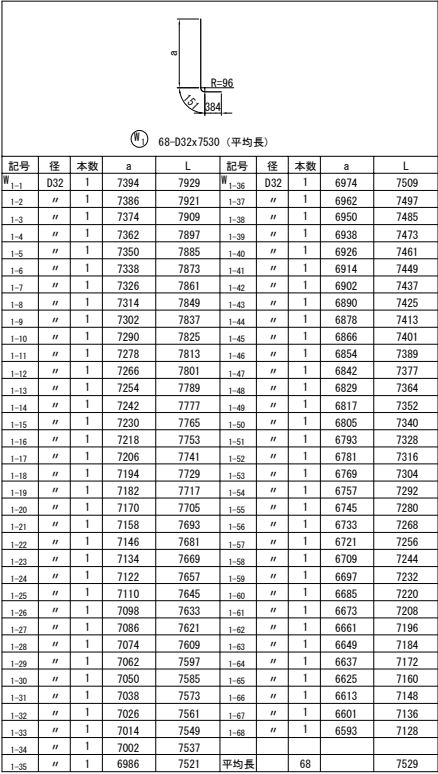 a
R=96
151
384
W1 68-D32x7530 (平均長)
記号 径 本数 a L 記号 径 本数 a L
W1-1 D32 1 7394 7929 W1-36 D32 1 6974 7509
1-2 〃 1 7386 7921 1-37 〃 1 6962 7497
1-3 〃 1 7374 7909 1-38 〃 1 6950 7485
1-4 〃 1 7362 7897 1-39 〃 1 6938 7473
1-5 〃 1 7350 7885 1-40 〃 1 6926 7461
1-6 〃 1 7338 7873 1-41 〃 1 6914 7449
1-7 〃 1 7326 7861 1-42 〃 1 6902 7437
1-8 〃 1 7314 7849 1-43 〃 1 6890 7425
1-9 〃 1 7302 7837 1-44 〃 1 6878 7413
1-10 〃 1 7290 7825 1-45 〃 1 6866 7401
1-11 〃 1 7278 7813 1-46 〃 1 6854 7389
1-12 〃 1 7266 7801 1-47 〃 1 6842 7377
1-13 〃 1 7254 7789 1-48 〃 1 6829 7364
1-14 〃 1 7242 7777 1-49 〃 1 6817 7352
1-15 〃 1 7230 7765 1-50 〃 1 6805 7340
1-16 〃 1 7218 7753 1-51 〃 1 6793 7328
1-17 〃 1 7206 7741 1-52 〃 1 6781 7316
1-18 〃 1 7194 7729 1-53 〃 1 6769 7304
1-19 〃 1 7182 7717 1-54 〃 1 6757 7292
1-20 〃 1 7170 7705 1-55 〃 1 6745 7280
1-21 〃 1 7158 7693 1-56 〃 1 6733 7268
1-22 〃 1 7146 7681 1-57 〃 1 6721 7256
1-23 〃 1 7134 7669 1-58 〃 1 6709 7244
1-24 〃 1 7122 7657 1-59 〃 1 6697 7232
1-25 〃 1 7110 7645 1-60 〃 1 6685 7220
1-26 〃 1 7098 7633 1-61 〃 1 6673 7208
1-27 〃 1 7086 7621 1-62 〃 1 6661 7196
1-28 〃 1 7074 7609 1-63 〃 1 6649 7184
1-29 〃 1 7062 7597 1-64 〃 1 6637 7172
1-30 〃 1 7050 7585 1-65 〃 1 6625 7160
1-31 〃 1 7038 7573 1-66 〃 1 6613 7148
1-32 〃 1 7026 7561 1-67 〃 1 6601 7136
1-33 〃 1 7014 7549 1-68 〃 1 6593 7128
1-34 〃 1 7002 7537
1-35 〃 1 6986 7521 平均長 68 7529